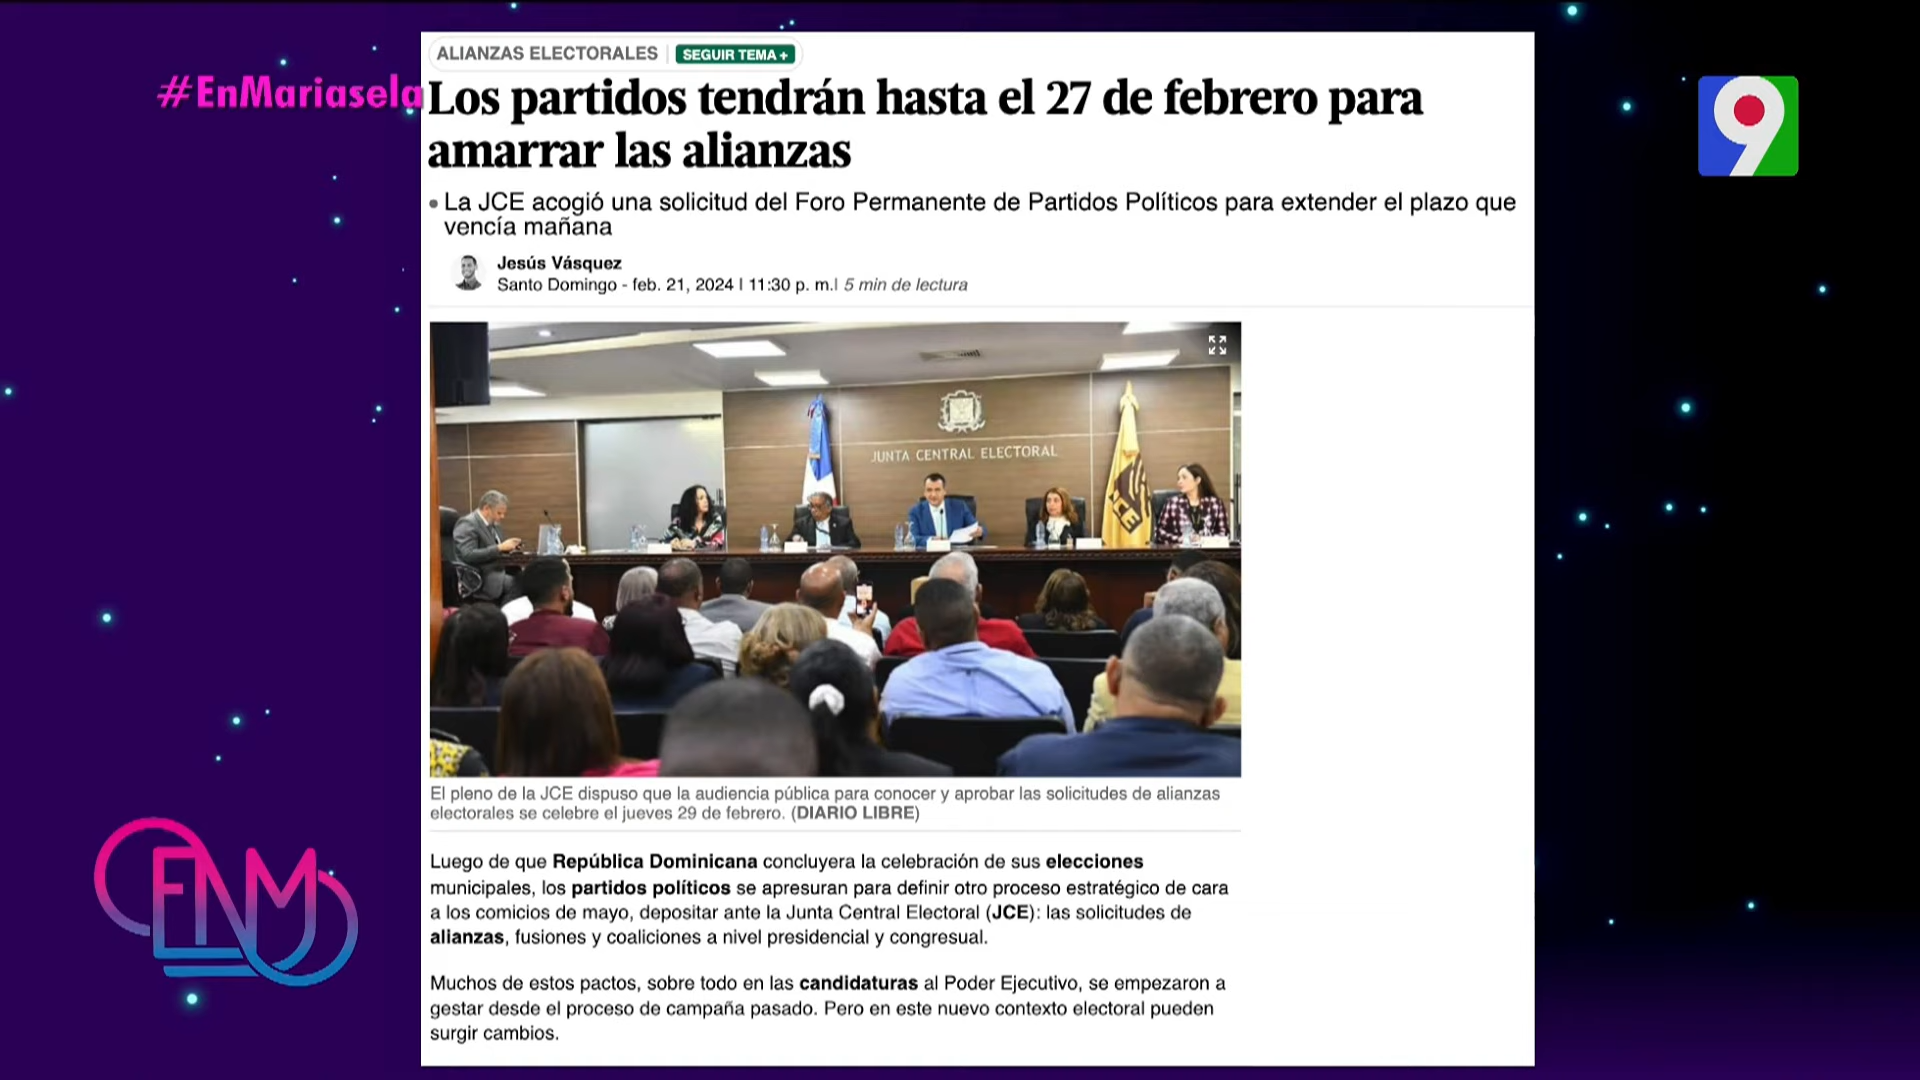 ALIANZAS ELECTORALES | SEGUIR TEMA +
#EnMariasela
Los partidos tendrán hasta el 27 de febrero para
amarrar las alianzas
9
• La JCE acogió una solicitud del Foro Permanente de Partidos Políticos para extender el plazo que
vencía mañana
Jesús Vásquez
Santo Domingo - feb. 21, 2024 | 11:30 p. m.| 5 min de lectura
JUNTA CENTRAL ELECTORAL
JCE
El pleno de la JCE dispuso que la audiencia pública para conocer y aprobar las solicitudes de alianzas
electorales se celebre el jueves 29 de febrero. (DIARIO LIBRE)
ENM
Luego de que República Dominicana concluyera la celebración de sus elecciones
municipales, los partidos políticos se apresuran para definir otro proceso estratégico de cara
a los comicios de mayo, depositar ante la Junta Central Electoral (JCE): las solicitudes de
alianzas, fusiones y coaliciones a nivel presidencial y congresual.
Muchos de estos pactos, sobre todo en las candidaturas al Poder Ejecutivo, se empezaron a
gestar desde el proceso de campaña pasado. Pero en este nuevo contexto electoral pueden
surgir cambios.